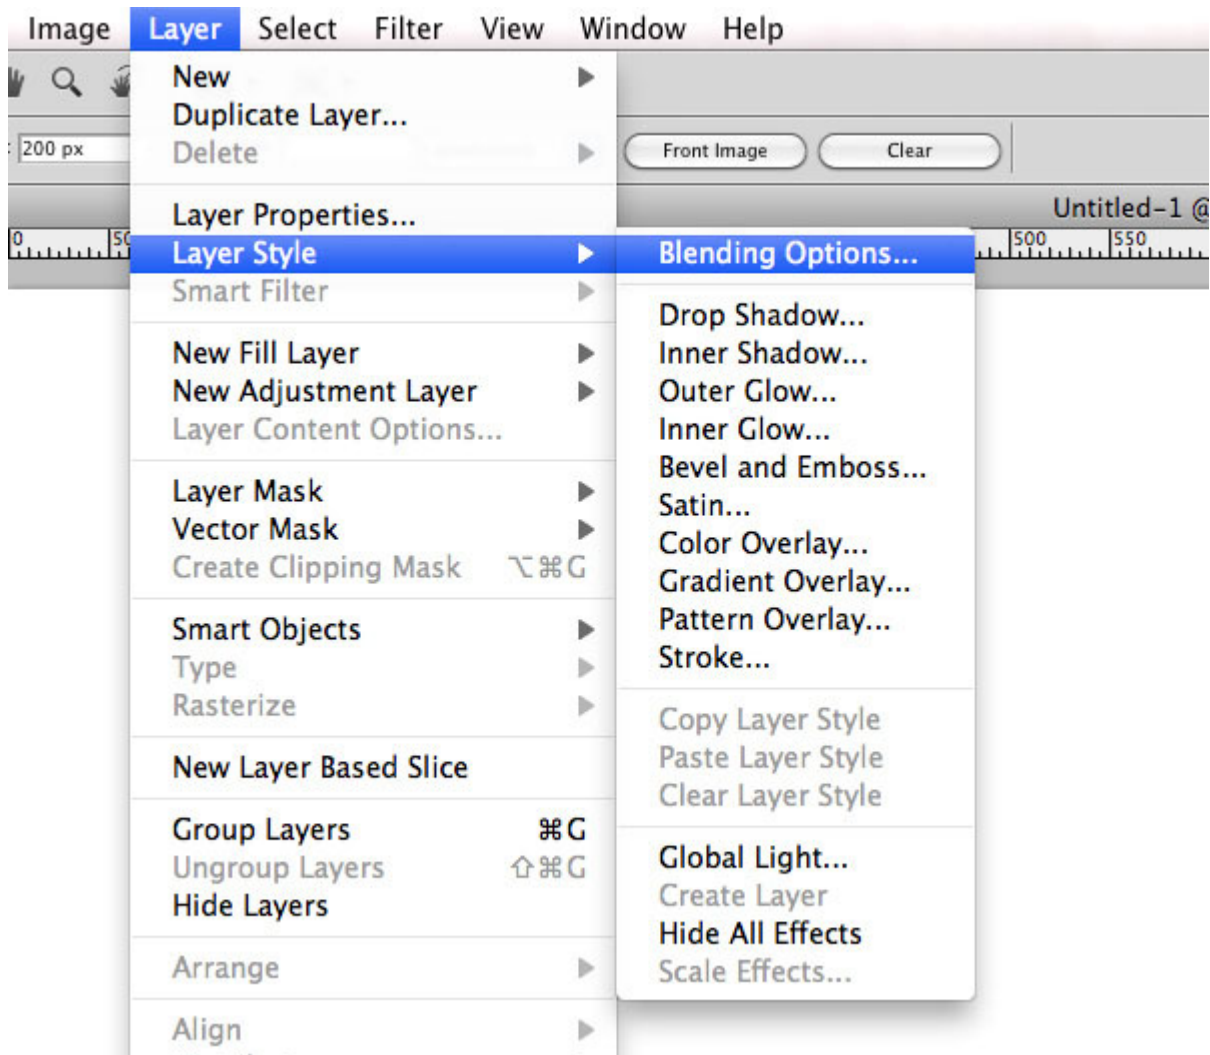 Image Layer Select Filter View Window Help
200 px
Front Image
Clear
Untitled-1 @
0
50
500
550
New
Duplicate Layer...
Delete
Layer Properties...
Layer Style
Smart Filter
New Fill Layer
New Adjustment Layer
Layer Content Options...
Layer Mask
Vector Mask
Create Clipping Mask ⌥⌘G
Smart Objects
Type
Rasterize
New Layer Based Slice
Group Layers ⌘G
Ungroup Layers ⇧⌘G
Hide Layers
Arrange
Align
Blending Options...
Drop Shadow...
Inner Shadow...
Outer Glow...
Inner Glow...
Bevel and Emboss...
Satin...
Color Overlay...
Gradient Overlay...
Pattern Overlay...
Stroke...
Copy Layer Style
Paste Layer Style
Clear Layer Style
Global Light...
Create Layer
Hide All Effects
Scale Effects...